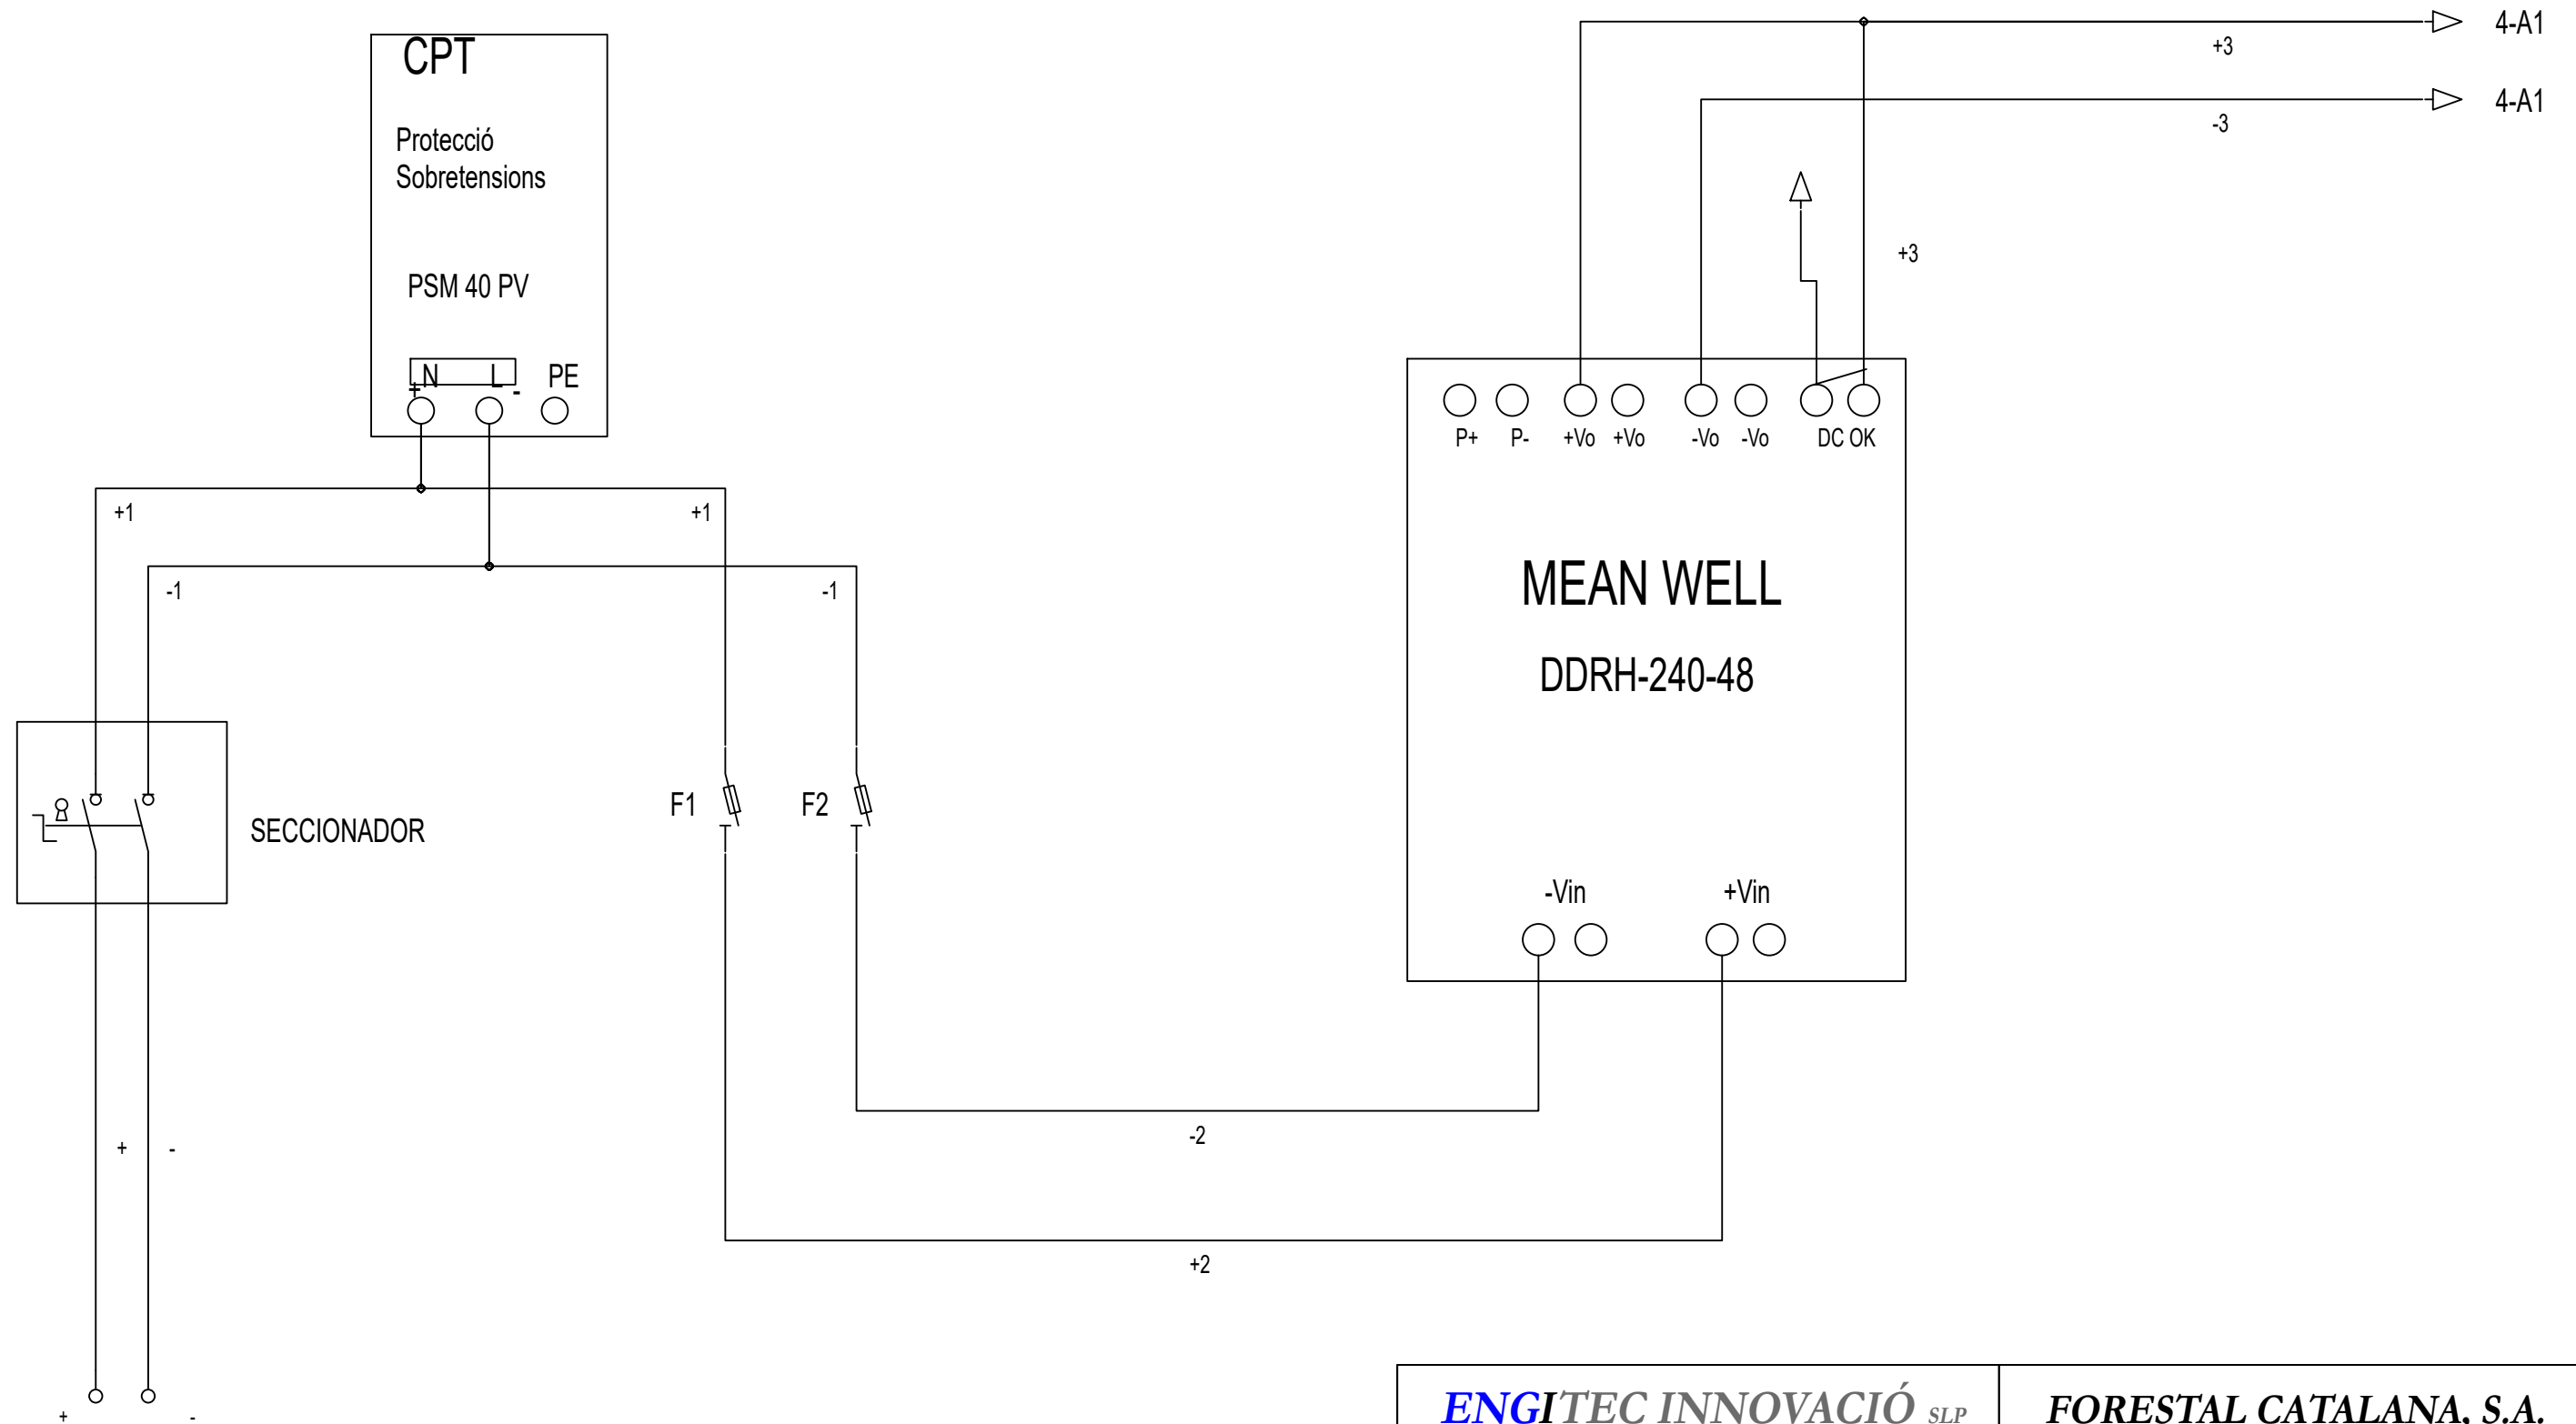 4-A1
+3
4-A1
-3
CPT
Protecció
Sobretensions
PSM 40 PV
N L PE
+ -
+3
P+ P- +Vo +Vo -Vo -Vo DC OK
+1 +1
-1 -1
MEAN WELL
DDRH-240-48
F1 F2
SECCIONADOR
-Vin +Vin
-2
+ -
+2
+ -
ENGITEC INNOVACIÓ SLP
FORESTAL CATALANA, S.A.